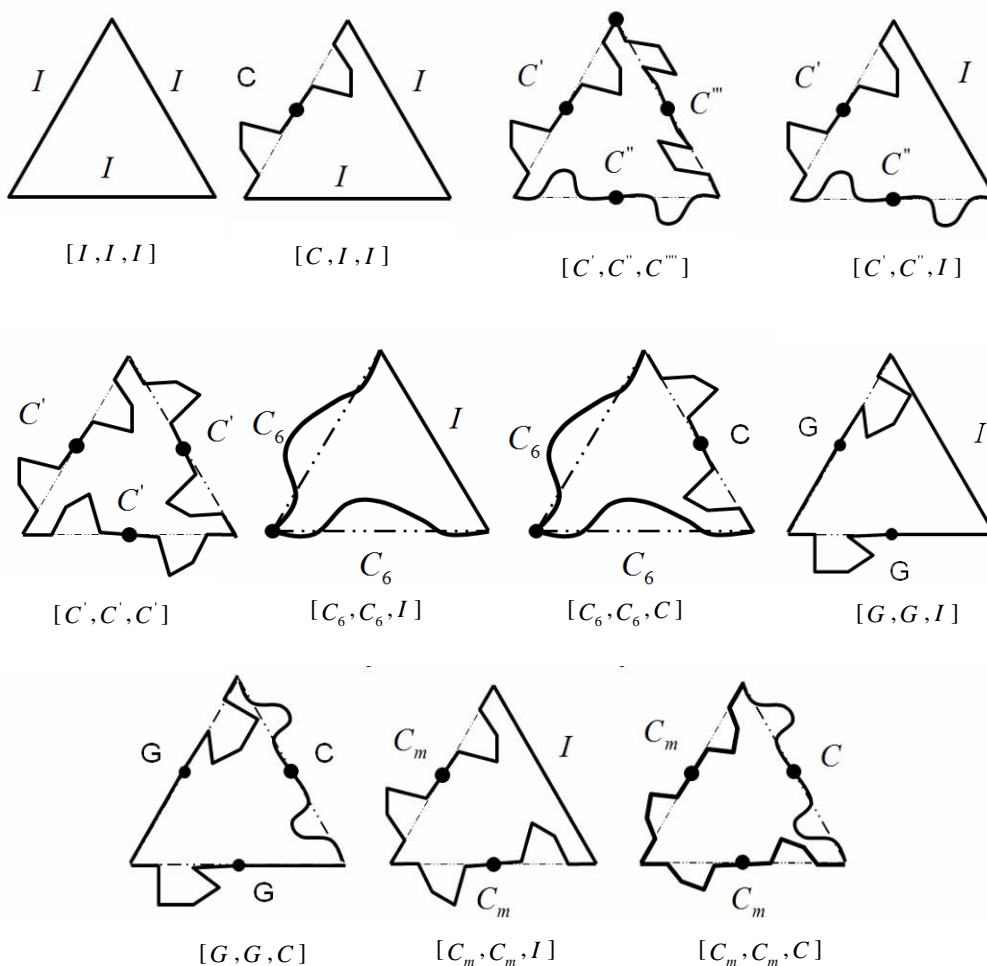 I I
I
[I, I, I]
C
I
I
[C, I, I]
C'
C'''
C''
[C', C'', C'''']
C' I
C''
[C', C'', I]
C' C'
C'
[C', C', C']
C₆ I
C₆
[C₆, C₆, I]
C₆ C
C₆
[C₆, C₆, C]
G I
G
[G, G, I]
G C
G
[G, G, C]
Cₘ I
Cₘ
[Cₘ, Cₘ, I]
Cₘ C
Cₘ
[Cₘ, Cₘ, C]